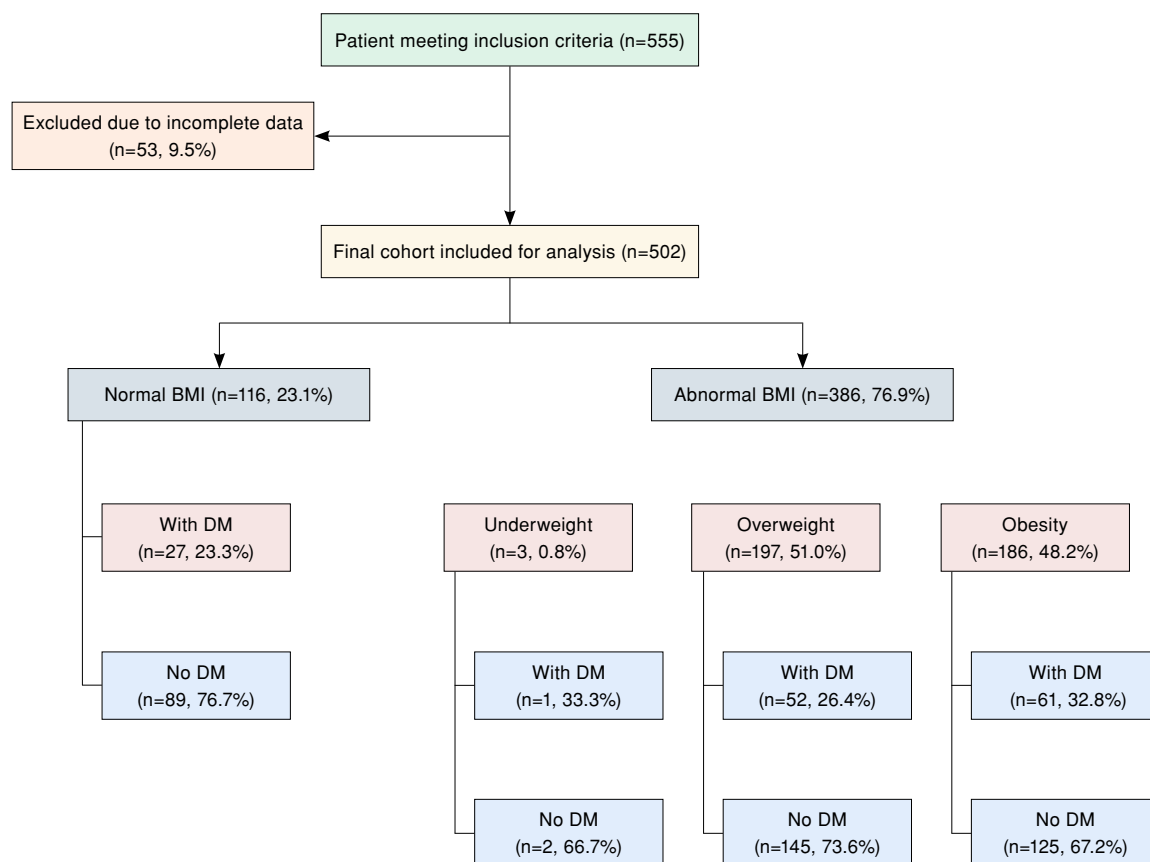 Patient meeting inclusion criteria (n=555)
Excluded due to incomplete data
(n=53, 9.5%)
Final cohort included for analysis (n=502)
Normal BMI (n=116, 23.1%)
Abnormal BMI (n=386, 76.9%)
With DM
(n=27, 23.3%)
Underweight
(n=3, 0.8%)
Overweight
(n=197, 51.0%)
Obesity
(n=186, 48.2%)
No DM
(n=89, 76.7%)
With DM
(n=1, 33.3%)
With DM
(n=52, 26.4%)
With DM
(n=61, 32.8%)
No DM
(n=2, 66.7%)
No DM
(n=145, 73.6%)
No DM
(n=125, 67.2%)